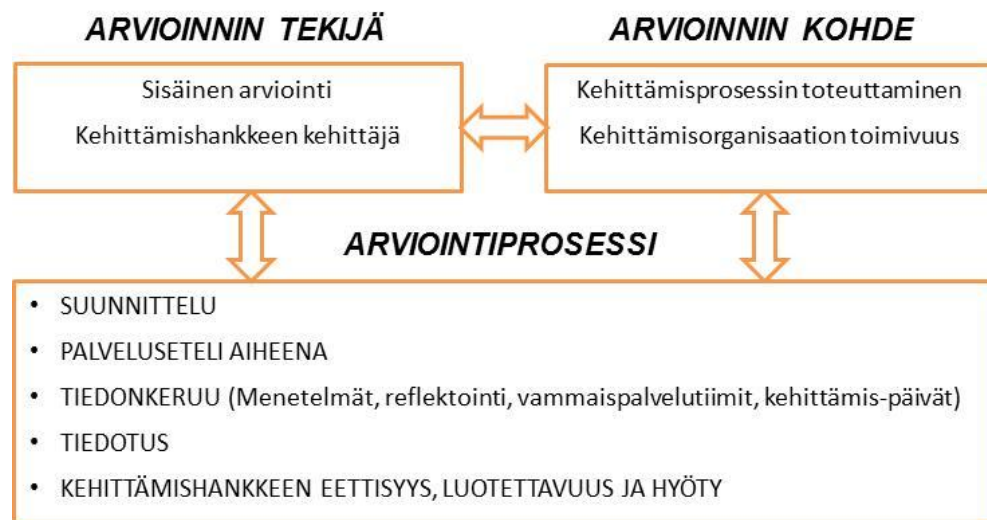 ARVIOINNIN TEKIJÄ
Sisäinen arviointi
Kehittämishankkeen kehittäjä
ARVIOINNIN KOHDE
Kehittämisprosessin toteuttaminen
Kehittämisorganisaation toimivuus
ARVIOINTIPROSESSI
• SUUNNITTELU
• PALVELUSETELI AIHEENA
• TIEDONKERUU (Menetelmät, reflektointi, vammaispalvelutiimit, kehittämis-päivät)
• TIEDOTUS
• KEHITTÄMISHANKKEEN EETTISYYS, LUOTETTAVUUS JA HYÖTY